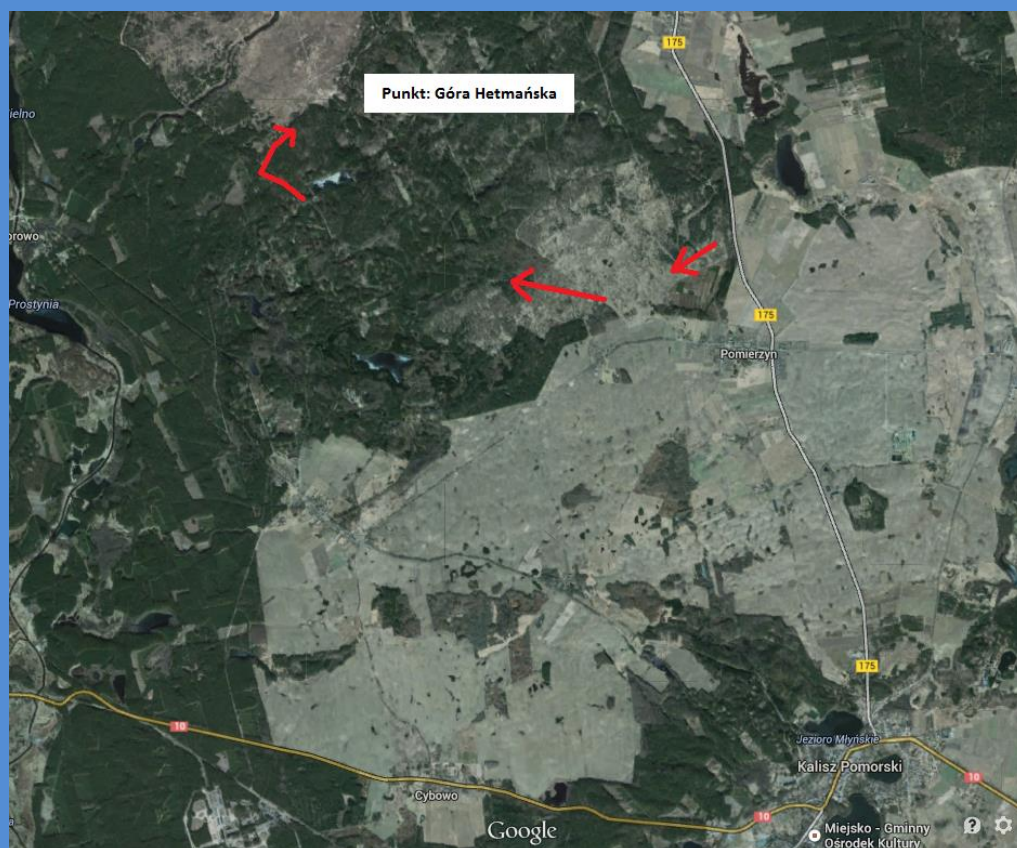 175
Punkt: Góra Hetmańska
ielno
orowo
Prostynia
175
Pomierzyn
175
10
Jezioro Młyńskie
Kalisz Pomorski
10
Cybowo
10
Google
Miejsko - Gminny
Ośrodek Kultury
?